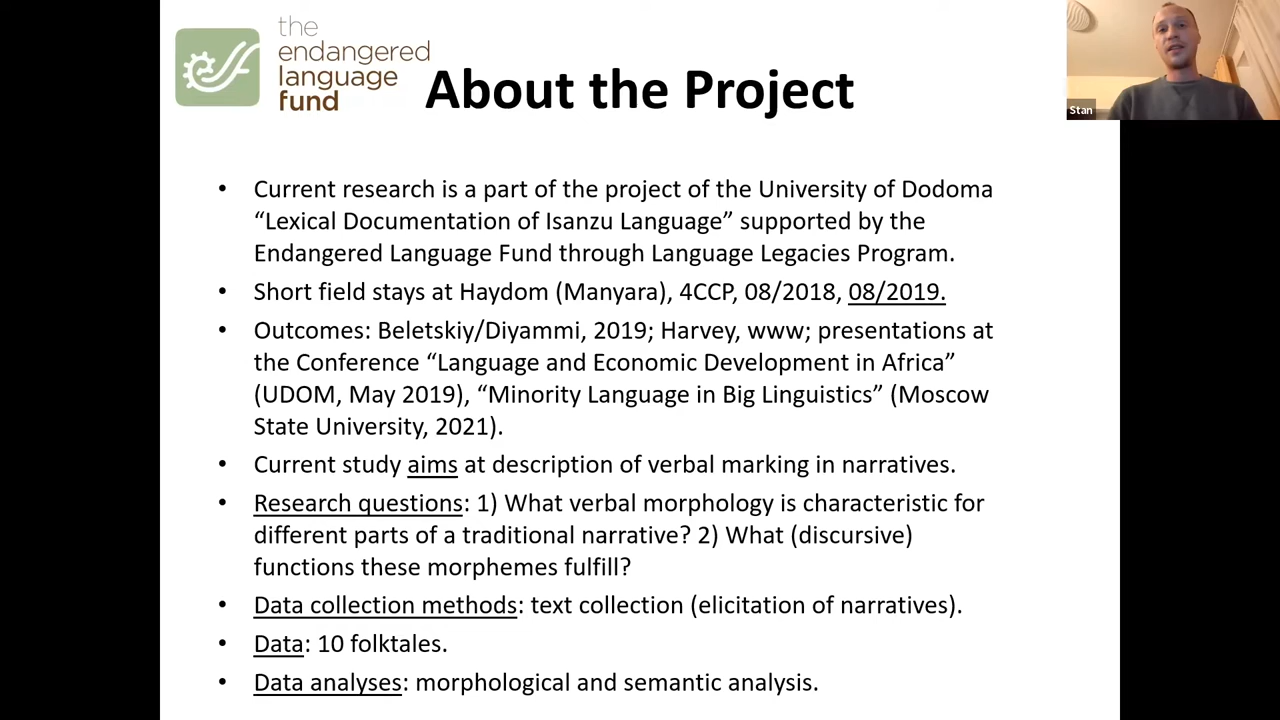 the
endangered
language
fund
About the Project
Stan
• Current research is a part of the project of the University of Dodoma
“Lexical Documentation of Isanzu Language” supported by the
Endangered Language Fund through Language Legacies Program.
• Short field stays at Haydom (Manyara), 4CCP, 08/2018, 08/2019.
• Outcomes: Beletskiy/Diyammi, 2019; Harvey, www; presentations at
the Conference “Language and Economic Development in Africa”
(UDOM, May 2019), “Minority Language in Big Linguistics” (Moscow
State University, 2021).
• Current study aims at description of verbal marking in narratives.
• Research questions: 1) What verbal morphology is characteristic for
different parts of a traditional narrative? 2) What (discursive)
functions these morphemes fulfill?
• Data collection methods: text collection (elicitation of narratives).
• Data: 10 folktales.
• Data analyses: morphological and semantic analysis.